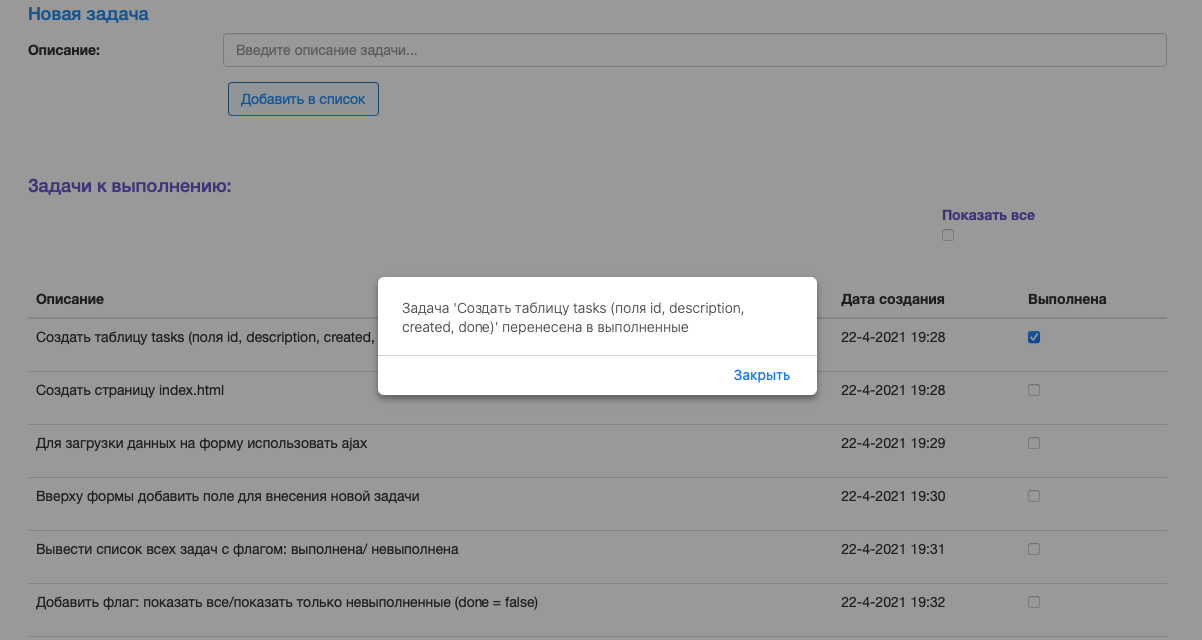 Новая задача
Описание:
Введите описание задачи...
Добавить в список
Задачи к выполнению:
Показать все
Описание
Дата создания
Выполнена
Задача 'Создать таблицу tasks (поля id, description,
created, done)' перенесена в выполненные
Закрыть
Создать таблицу tasks (поля id, description, created,
22-4-2021 19:28
Создать страницу index.html
22-4-2021 19:28
Для загрузки данных на форму использовать ajax
22-4-2021 19:29
Вверху формы добавить поле для внесения новой задачи
22-4-2021 19:30
Вывести список всех задач с флагом: выполнена/ невыполнена
22-4-2021 19:31
Добавить флаг: показать все/показать только невыполненные (done = false)
22-4-2021 19:32